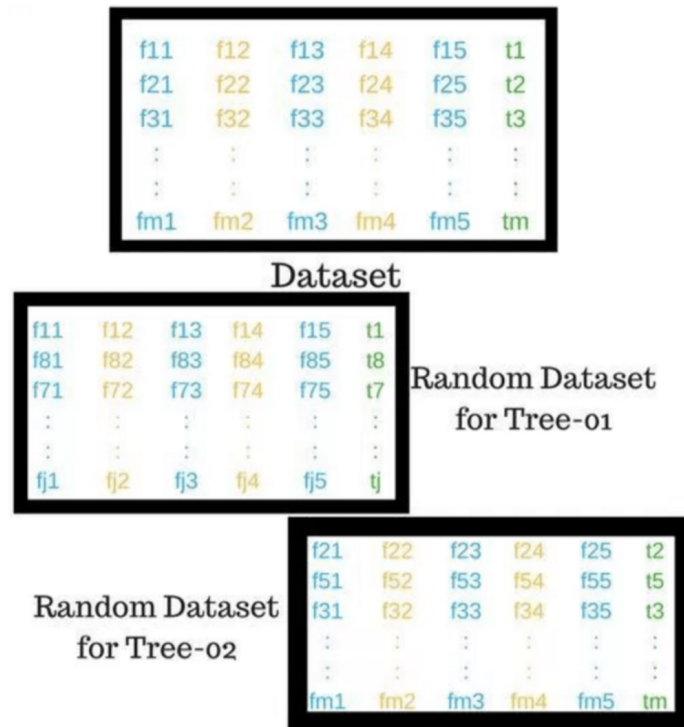 f11 f12 f13 f14 f15 t1
f21 f22 f23 f24 f25 t2
f31 f32 f33 f34 f35 t3
: : : : : :
: : : : : :
fm1 fm2 fm3 fm4 fm5 tm
Dataset
f11 f12 f13 f14 f15 t1
f81 f82 f83 f84 f85 t8
f71 f72 f73 f74 f75 t7
: : : : : :
: : : : : :
fj1 fj2 fj3 fj4 fj5 tj
Random Dataset
for Tree-01
f21 f22 f23 f24 f25 t2
f51 f52 f53 f54 f55 t5
f31 f32 f33 f34 f35 t3
: : : : : :
: : : : : :
fm1 fm2 fm3 fm4 fm5 tm
Random Dataset
for Tree-02